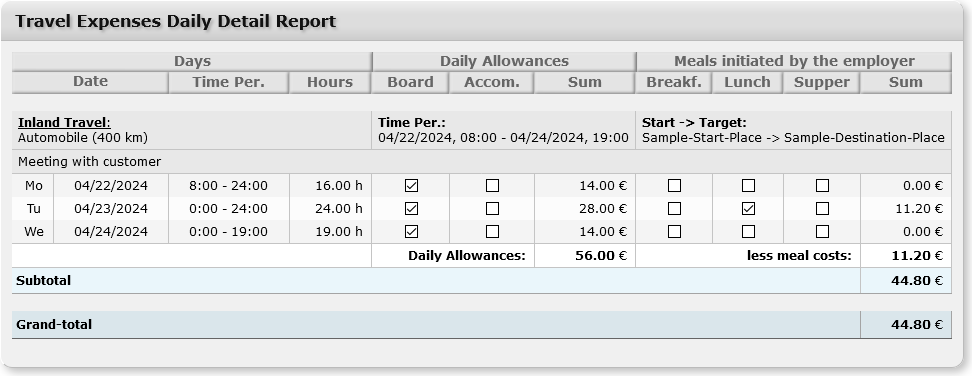 Travel Expenses Daily Detail Report
Days Daily Allowances Meals initiated by the employer
Date Time Per. Hours Board Accom. Sum Breakf. Lunch Supper Sum
Inland Travel: Time Per.: Start -> Target:
Automobile (400 km) 04/22/2024, 08:00 - 04/24/2024, 19:00 Sample-Start-Place -> Sample-Destination-Place
Meeting with customer
Mo 04/22/2024 8:00 - 24:00 16.00 h 14.00 € 0.00 €
Tu 04/23/2024 0:00 - 24:00 24.00 h 28.00 € 11.20 €
We 04/24/2024 0:00 - 19:00 19.00 h 14.00 € 0.00 €
Daily Allowances: 56.00 € less meal costs: 11.20 €
Subtotal 44.80 €
Grand-total 44.80 €